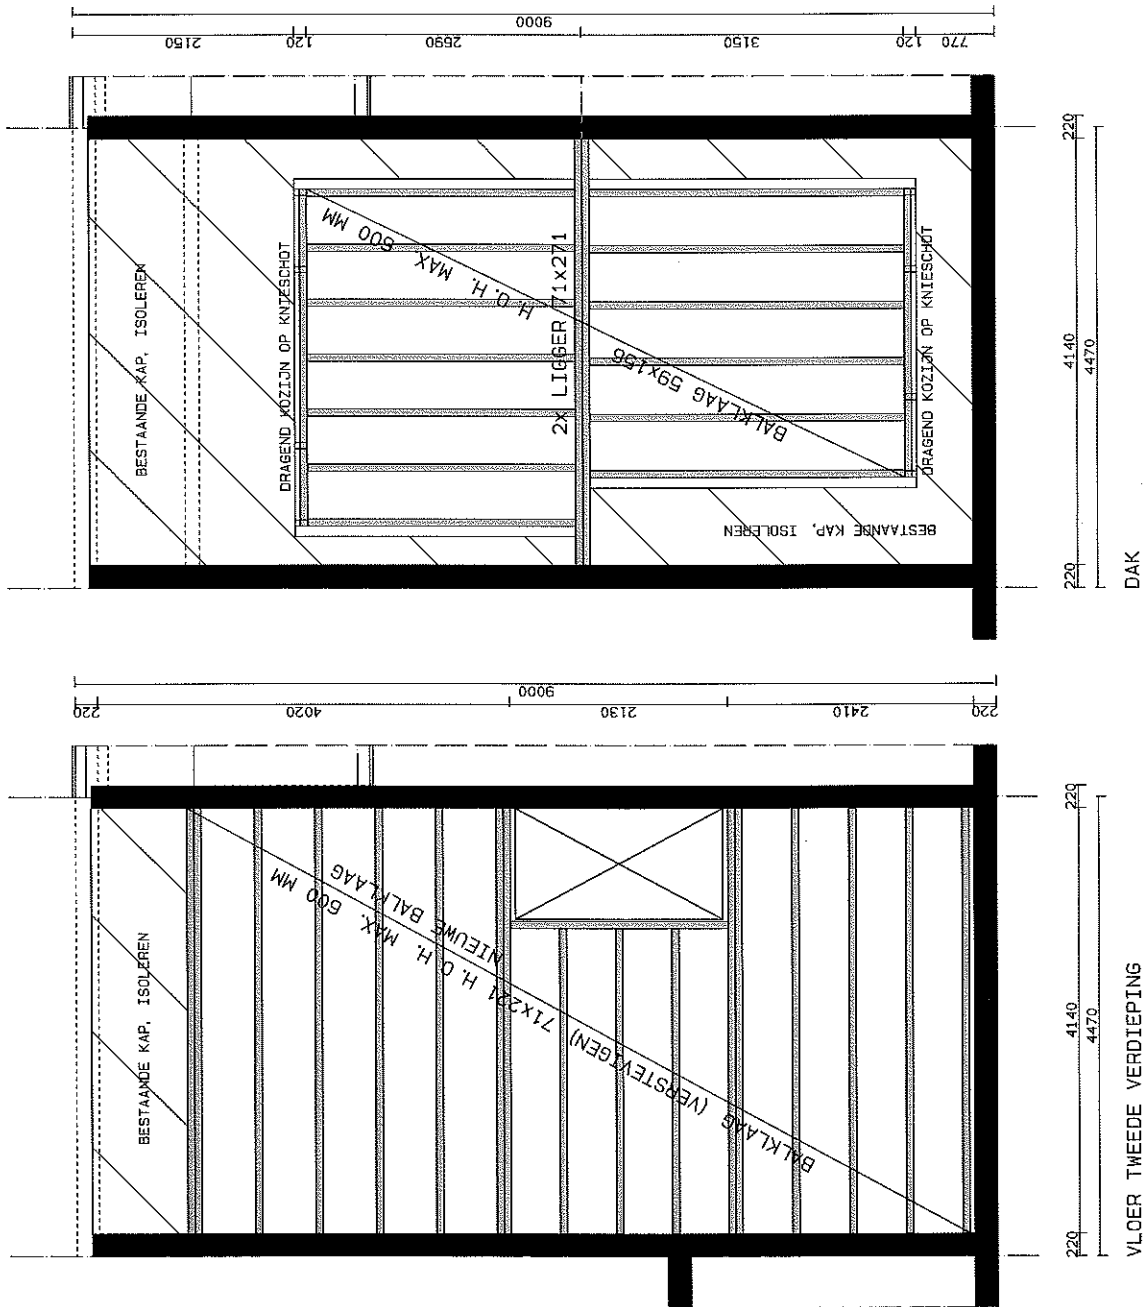 9000
2150
120
2690
3150
120
770
BESTAANDE KAP, ISOLEREN
DRAGEND KOZIJN OP KNIESCHOT
H.O.H. MAX 600 MM
2x LIGGER 71x271
BALKLAAG 59x156
DRAGEND KOZIJN OP KNIESCHOT
BESTAANDE KAP, ISOLEREN
220
4140
4470
220
DAK
9000
220
4020
2130
2410
220
BESTAANDE KAP, ISOLEREN
NIEUWE BALKLAAG
BALKLAAG (VERSTEVIGEN) 71x221 H.O.H. MAX. 600 MM
220
4140
4470
220
VLOER TWEEDE VERDIEPING